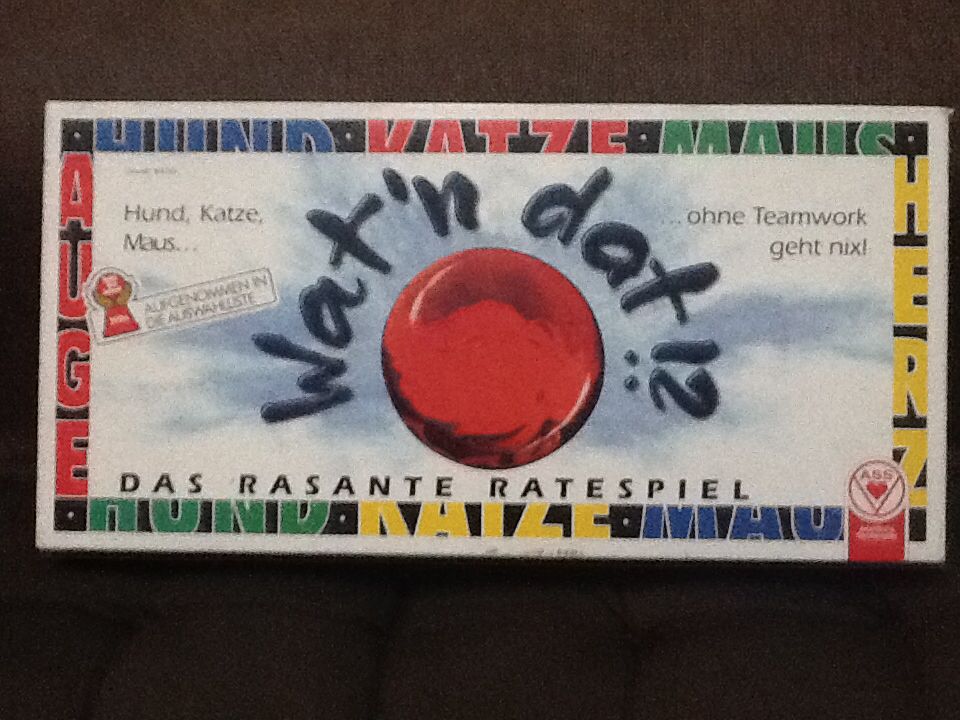 HUND · KATZE · MAUS
AUGE
HERZ
Hund, Katze,
Maus...
Wat'n dat!?
...ohne Teamwork
geht nix!
AUFGENOMMEN IN
DIE AUSWAHLLISTE
DAS RASANTE RATESPIEL
ASS
HUND · KATZE · MAU